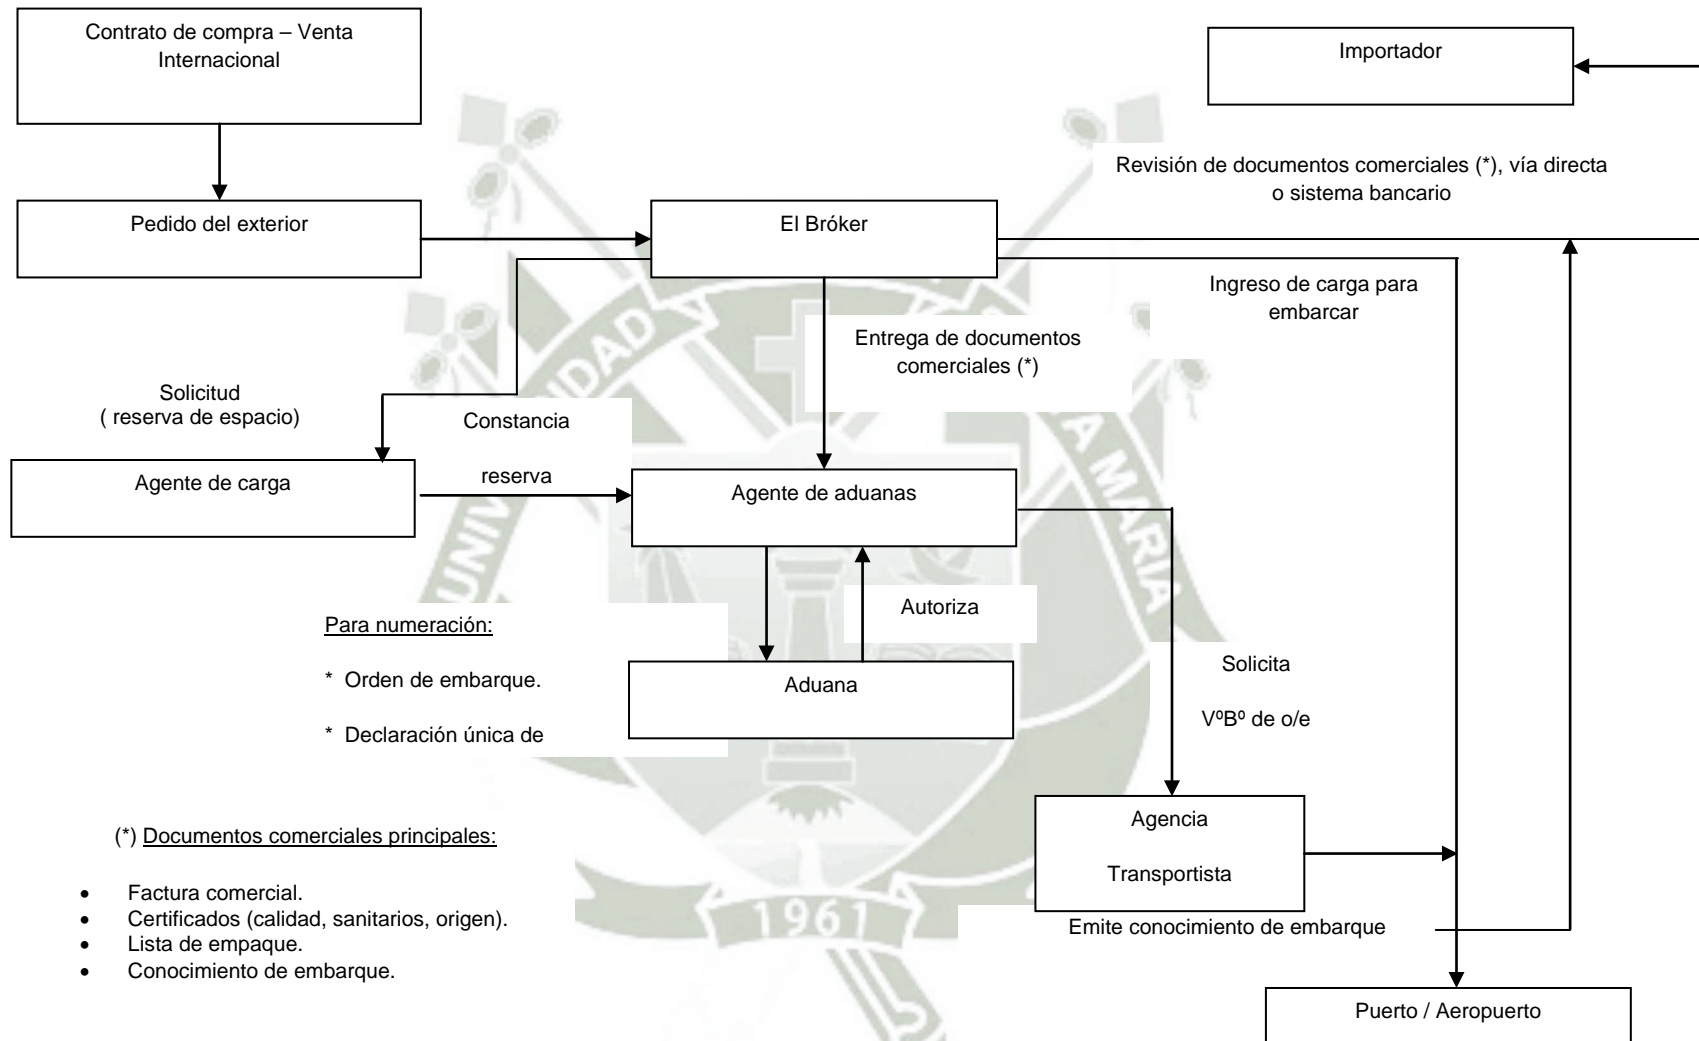 Contrato de compra – Venta
Internacional
Importador
Revisión de documentos comerciales (*), vía directa
o sistema bancario
Pedido del exterior
El Bróker
Ingreso de carga para
embarcar
Entrega de documentos
comerciales (*)
Solicitud
( reserva de espacio)
Constancia
reserva
Agente de carga
Agente de aduanas
Autoriza
Para numeración:
* Orden de embarque.
* Declaración única de
Aduana
Solicita
VºBº de o/e
Agencia
Transportista
(*) Documentos comerciales principales:
• Factura comercial.
• Certificados (calidad, sanitarios, origen).
• Lista de empaque.
• Conocimiento de embarque.
Emite conocimiento de embarque
Puerto / Aeropuerto
1961
A MARIA